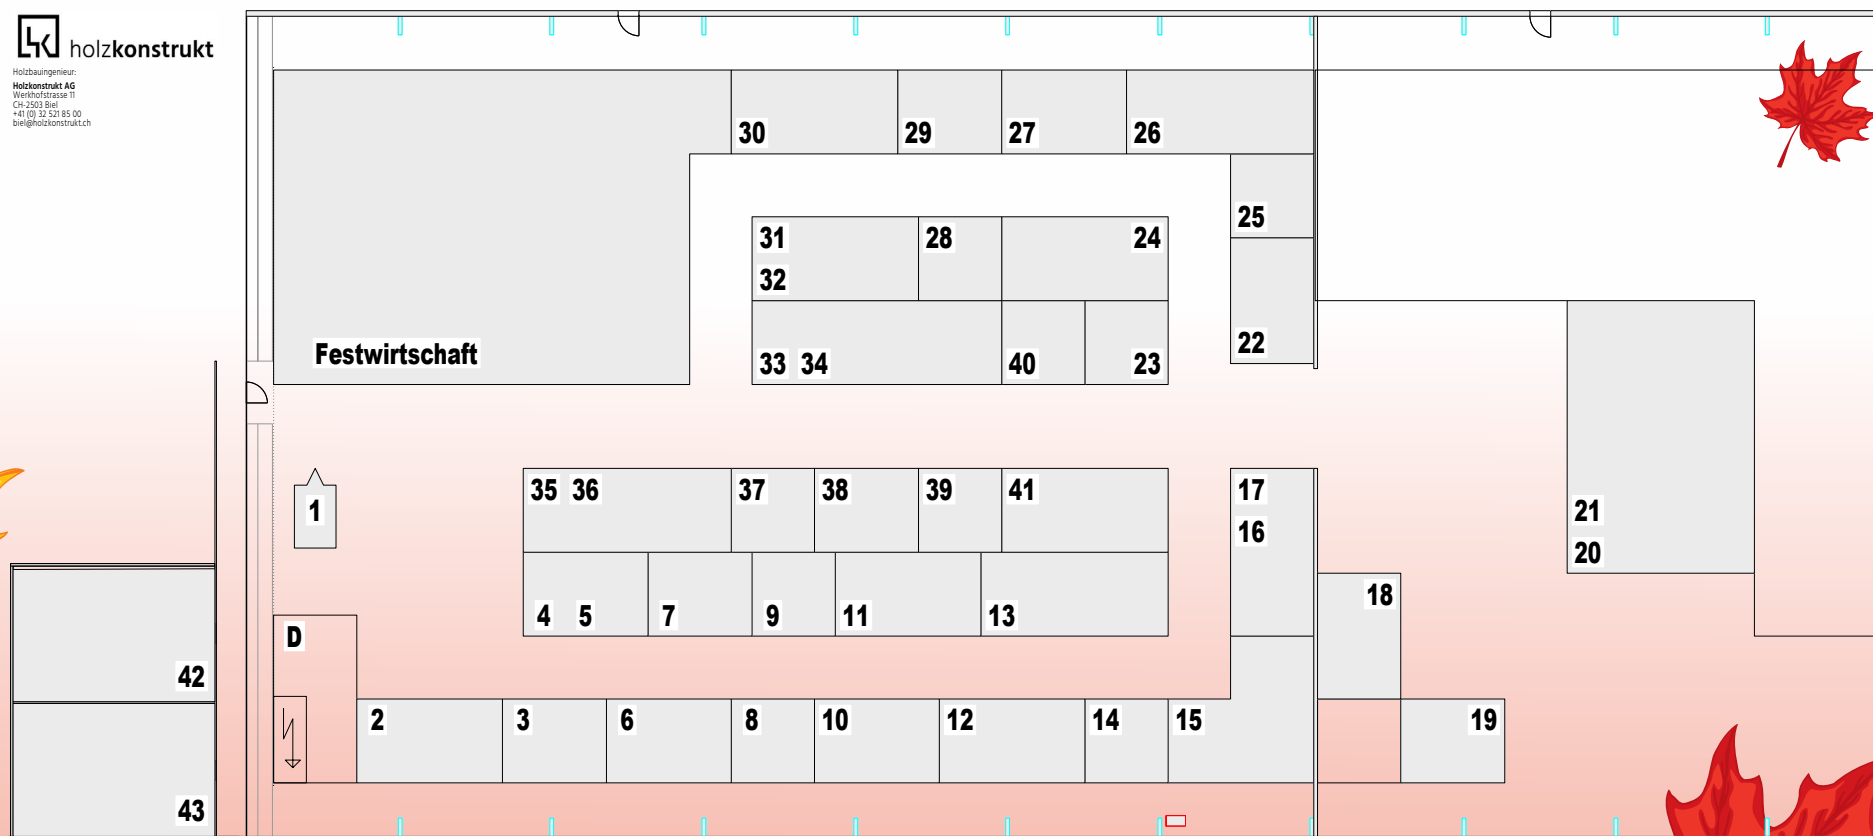 holzkonstrukt
Holzbauingenieur:
Holzkonstrukt AG
Werkhofstrasse 11
CH-2503 Biel
+41 (0) 32 521 85 00
biel@holzkonstrukt.ch
30 29 27 26
25
31 28 24
32
22
Festwirtschaft
33 34 40 23
35 36 37 38 39 41 17
1 21
16
20
18
4 5 7 9 11 13
D
42
2 3 6 8 10 12 14 15 19
43